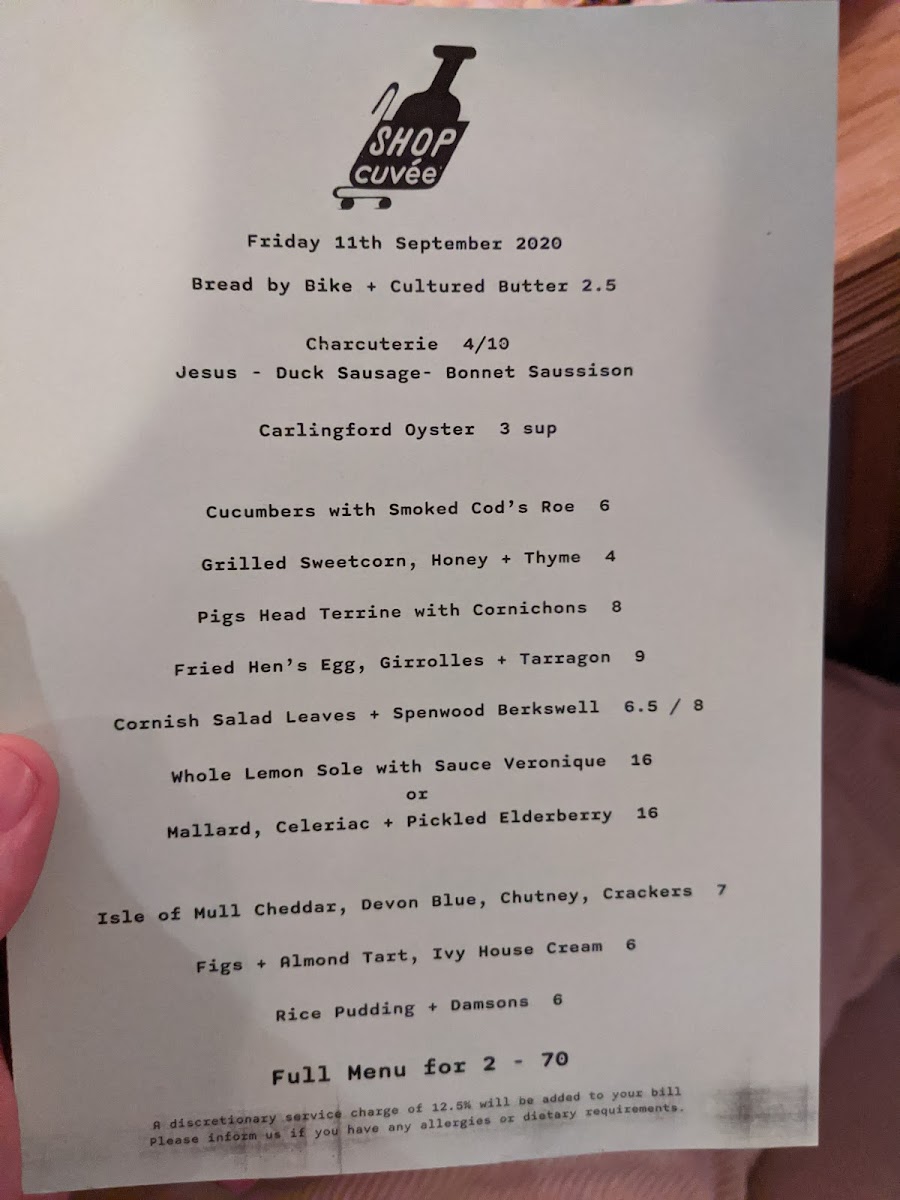 SHOP
cuvée
Friday 11th September 2020
Bread by Bike + Cultured Butter 2.5
Charcuterie 4/10
Jesus - Duck Sausage- Bonnet Saussison
Carlingford Oyster 3 sup
Cucumbers with Smoked Cod's Roe 6
Grilled Sweetcorn, Honey + Thyme 4
Pigs Head Terrine with Cornichons 8
Fried Hen's Egg, Girrolles + Tarragon 9
Cornish Salad Leaves + Spenwood Berkswell 6.5 / 8
Whole Lemon Sole with Sauce Veronique 16
or
Mallard, Celeriac + Pickled Elderberry 16
Isle of Mull Cheddar, Devon Blue, Chutney, Crackers 7
Figs + Almond Tart, Ivy House Cream 6
Rice Pudding + Damsons 6
Full Menu for 2 - 70
A discretionary service charge of 12.5% will be added to your bill
Please inform us if you have any allergies or dietary requirements.